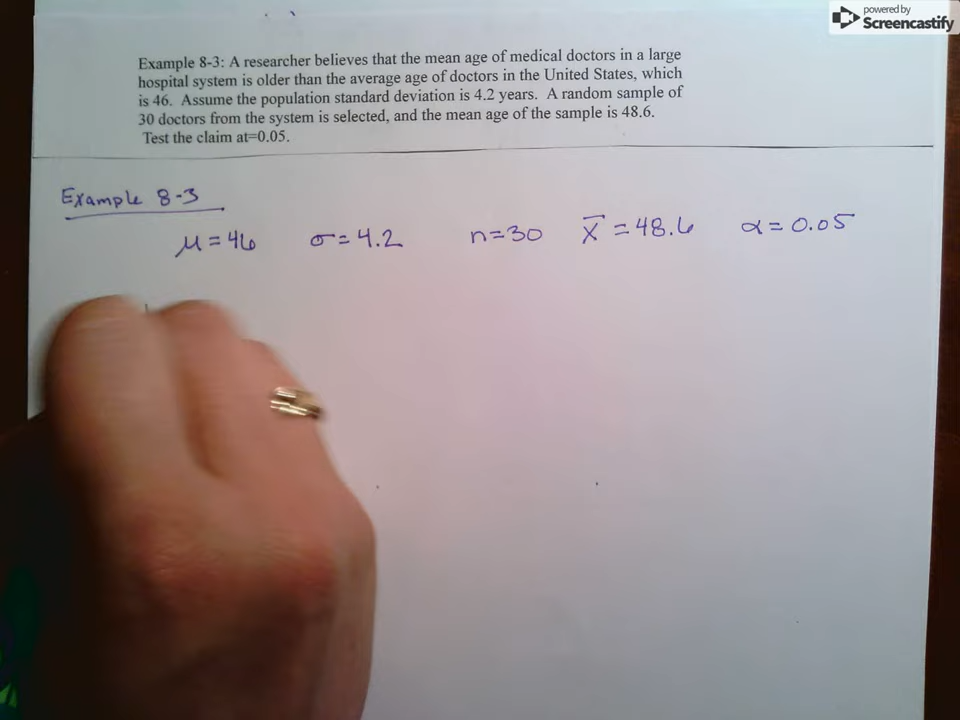 powered by
Screencastify
Example 8-3: A researcher believes that the mean age of medical doctors in a large
hospital system is older than the average age of doctors in the United States, which
is 46. Assume the population standard deviation is 4.2 years. A random sample of
30 doctors from the system is selected, and the mean age of the sample is 48.6.
Test the claim at=0.05.
Example 8-3
μ = 46 σ = 4.2 n = 30 x̅ = 48.6 α = 0.05